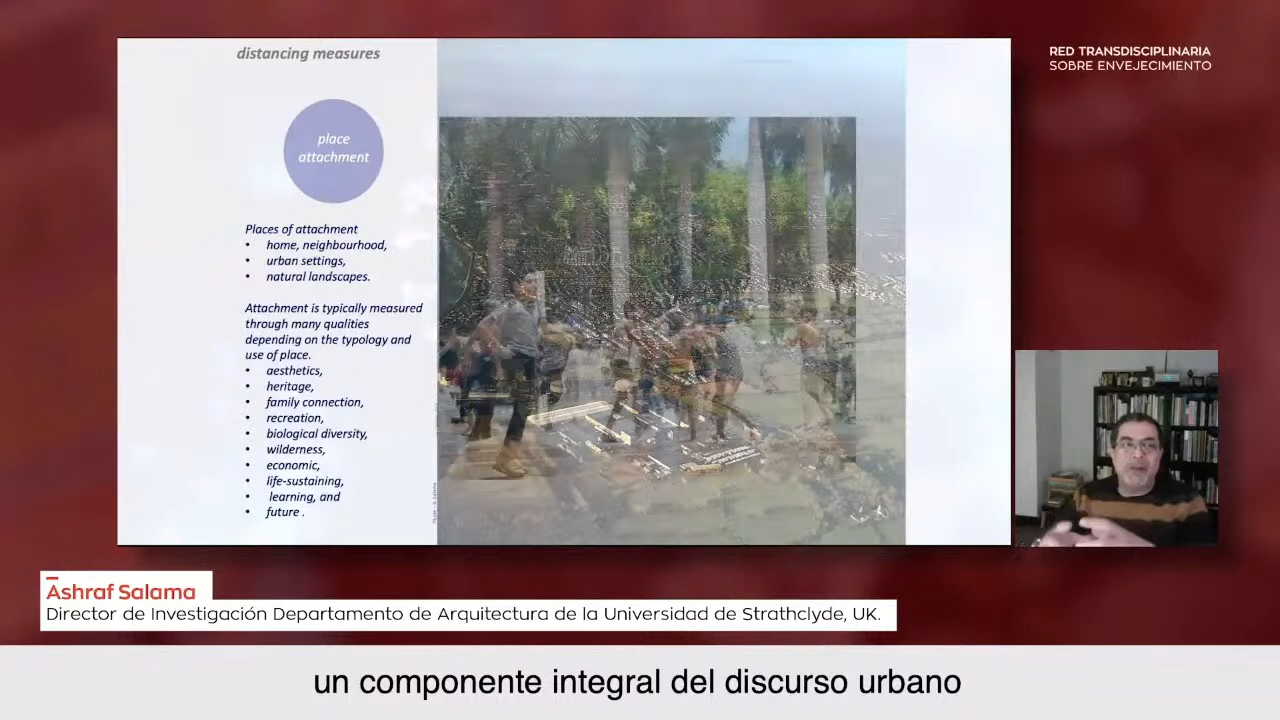 distancing measures
RED TRANSDISCIPLINARIA
SOBRE ENVEJECIMIENTO
place
attachment
Places of attachment
• home, neighbourhood,
• urban settings,
• natural landscapes.
Attachment is typically measured
through many qualities
depending on the typology and
use of place.
• aesthetics,
• heritage,
• family connection,
• recreation,
• biological diversity,
• wilderness,
• economic,
• life-sustaining,
• learning, and
• future .
Ashraf Salama
Director de Investigación Departamento de Arquitectura de la Universidad de Strathclyde, UK.
un componente integral del discurso urbano